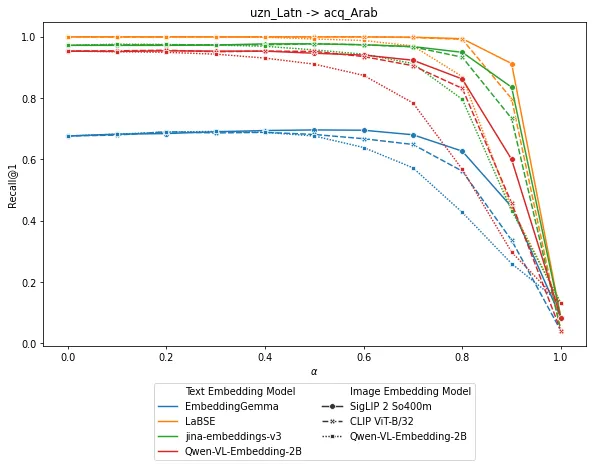 uzn_Latn -> acq_Arab
Recall@1
1.0
0.8
0.6
0.4
0.2
0.0
0.0 0.2 0.4 0.6 0.8 1.0
α
Text Embedding Model Image Embedding Model
EmbeddingGemma SigLIP 2 So400m
LaBSE CLIP ViT-B/32
jina-embeddings-v3 Qwen-VL-Embedding-2B
Qwen-VL-Embedding-2B